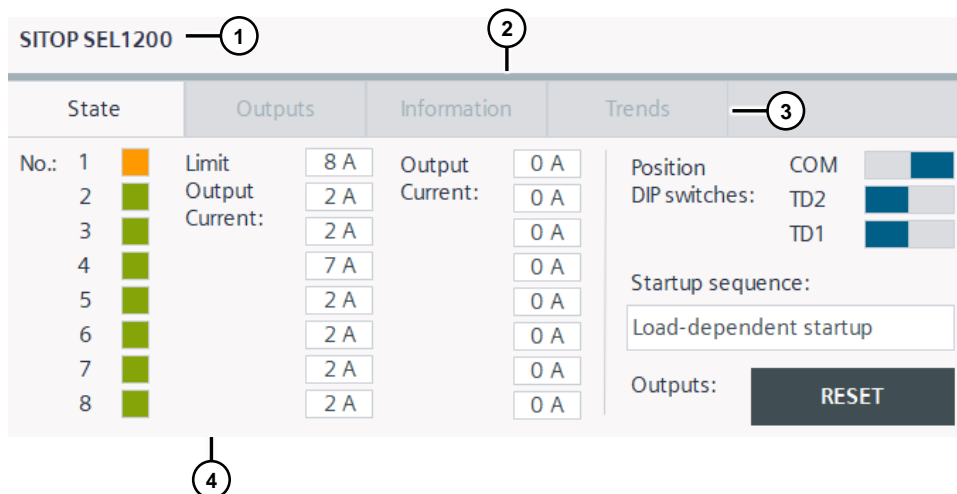 SITOP SEL1200
1
2
State Outputs Information Trends
3
No.: 1 Limit 8 A Output 0 A Position COM
2 Output 2 A Current: 0 A DIP switches: TD2
3 Current: 2 A 0 A TD1
4 7 A 0 A Startup sequence:
5 2 A 0 A
6 2 A 0 A Load-dependent startup
7 2 A 0 A Outputs: RESET
8 2 A 0 A
4